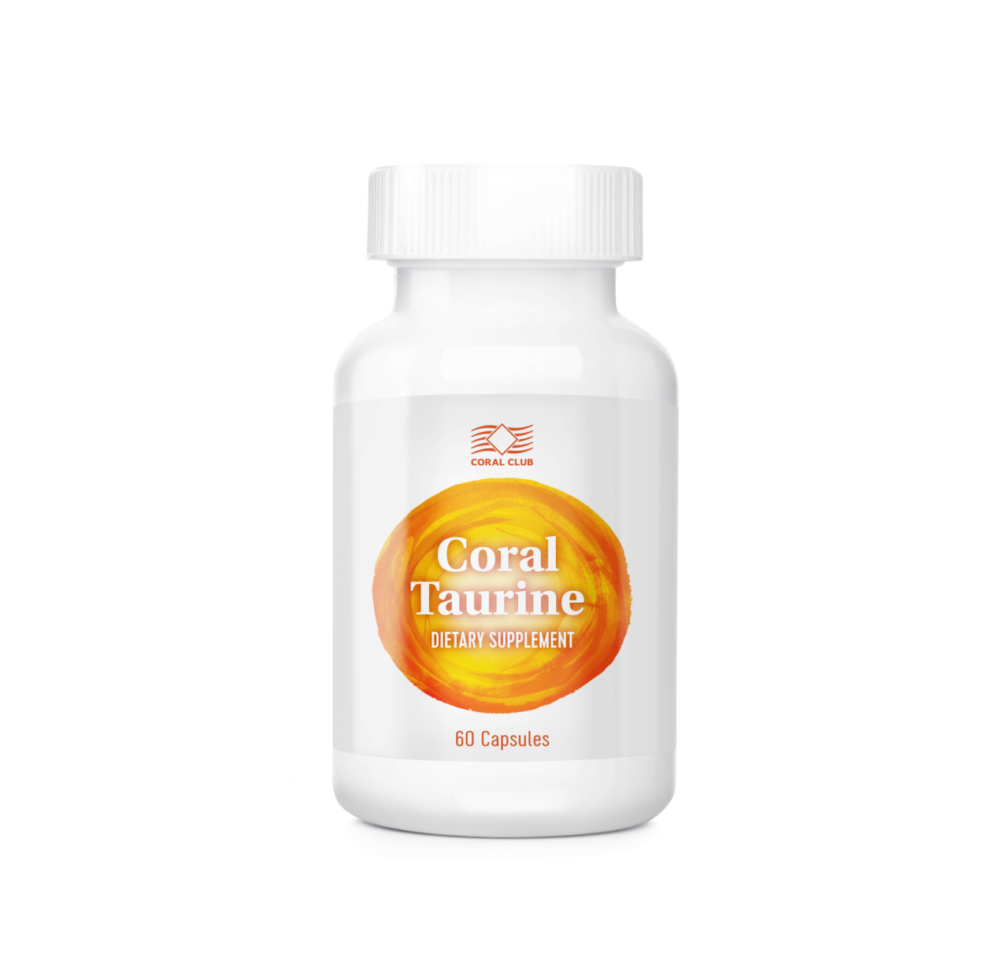 CORAL CLUB
Coral
Taurine
DIETARY SUPPLEMENT
60 Capsules